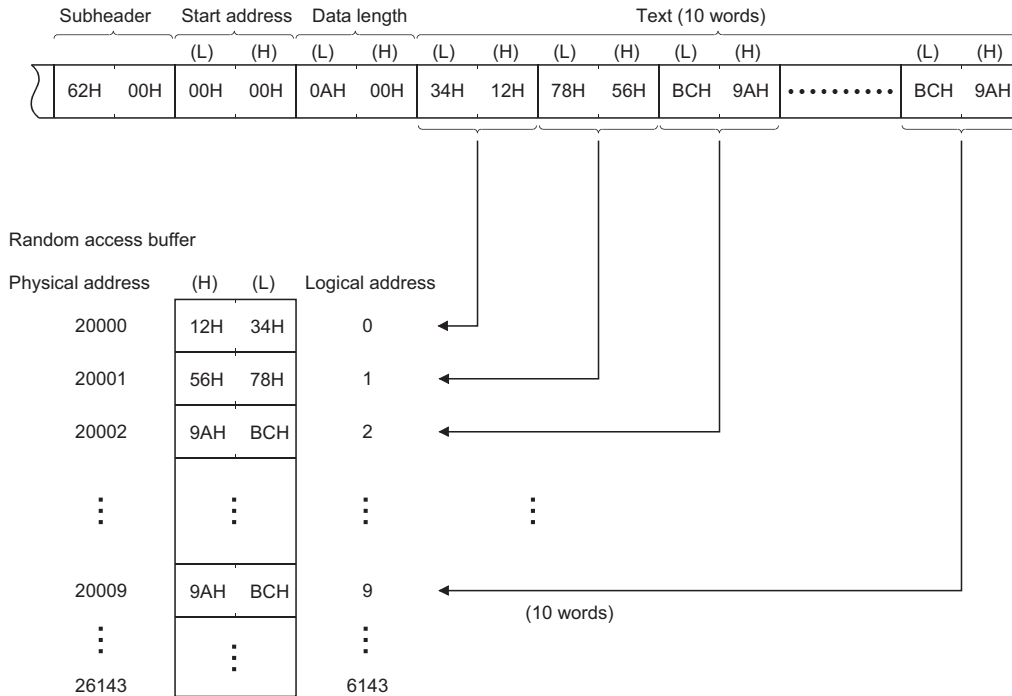 Subheader Start address Data length Text (10 words)
(L) (H) (L) (H) (L) (H) (L) (H) (L) (H) (L) (H)
62H 00H 00H 00H 0AH 00H 34H 12H 78H 56H BCH 9AH BCH 9AH
Random access buffer
Physical address (H) (L) Logical address
20000 12H 34H 0
20001 56H 78H 1
20002 9AH BCH 2
20009 9AH BCH 9
(10 words)
26143 6143